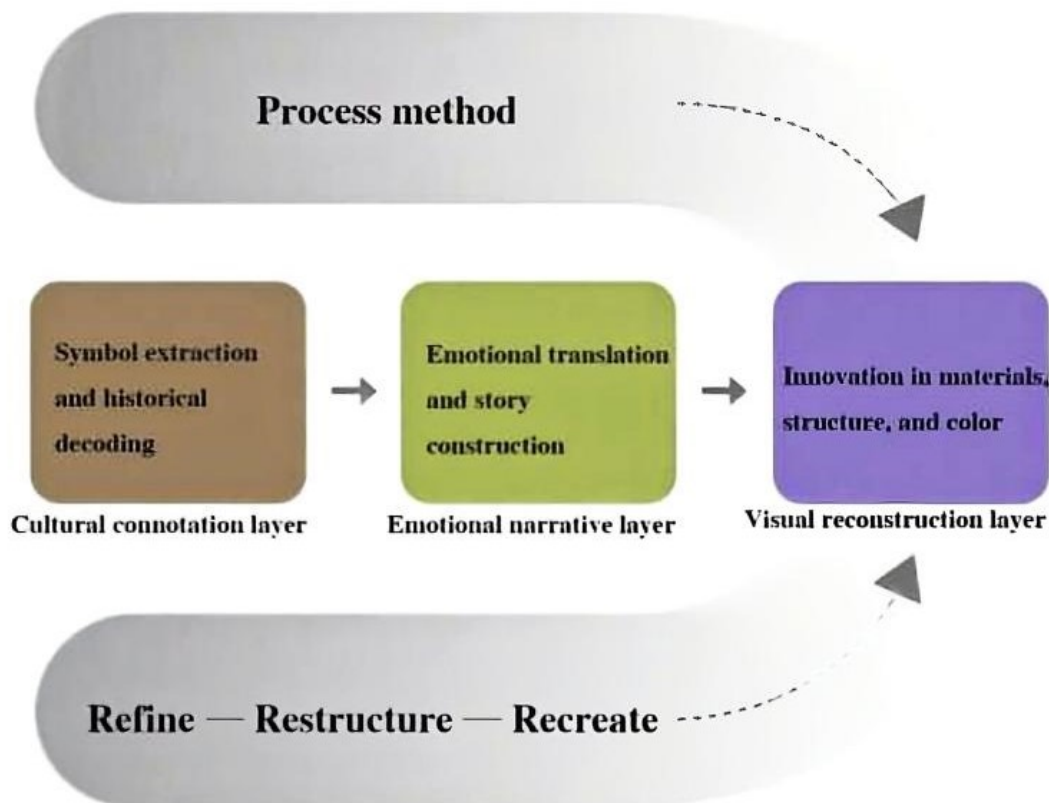 Process method
Symbol extraction
and historical
decoding
Cultural connotation layer
Emotional translation
and story
construction
Emotional narrative layer
Innovation in materials,
structure, and color
Visual reconstruction layer
Refine — Restructure — Recreate